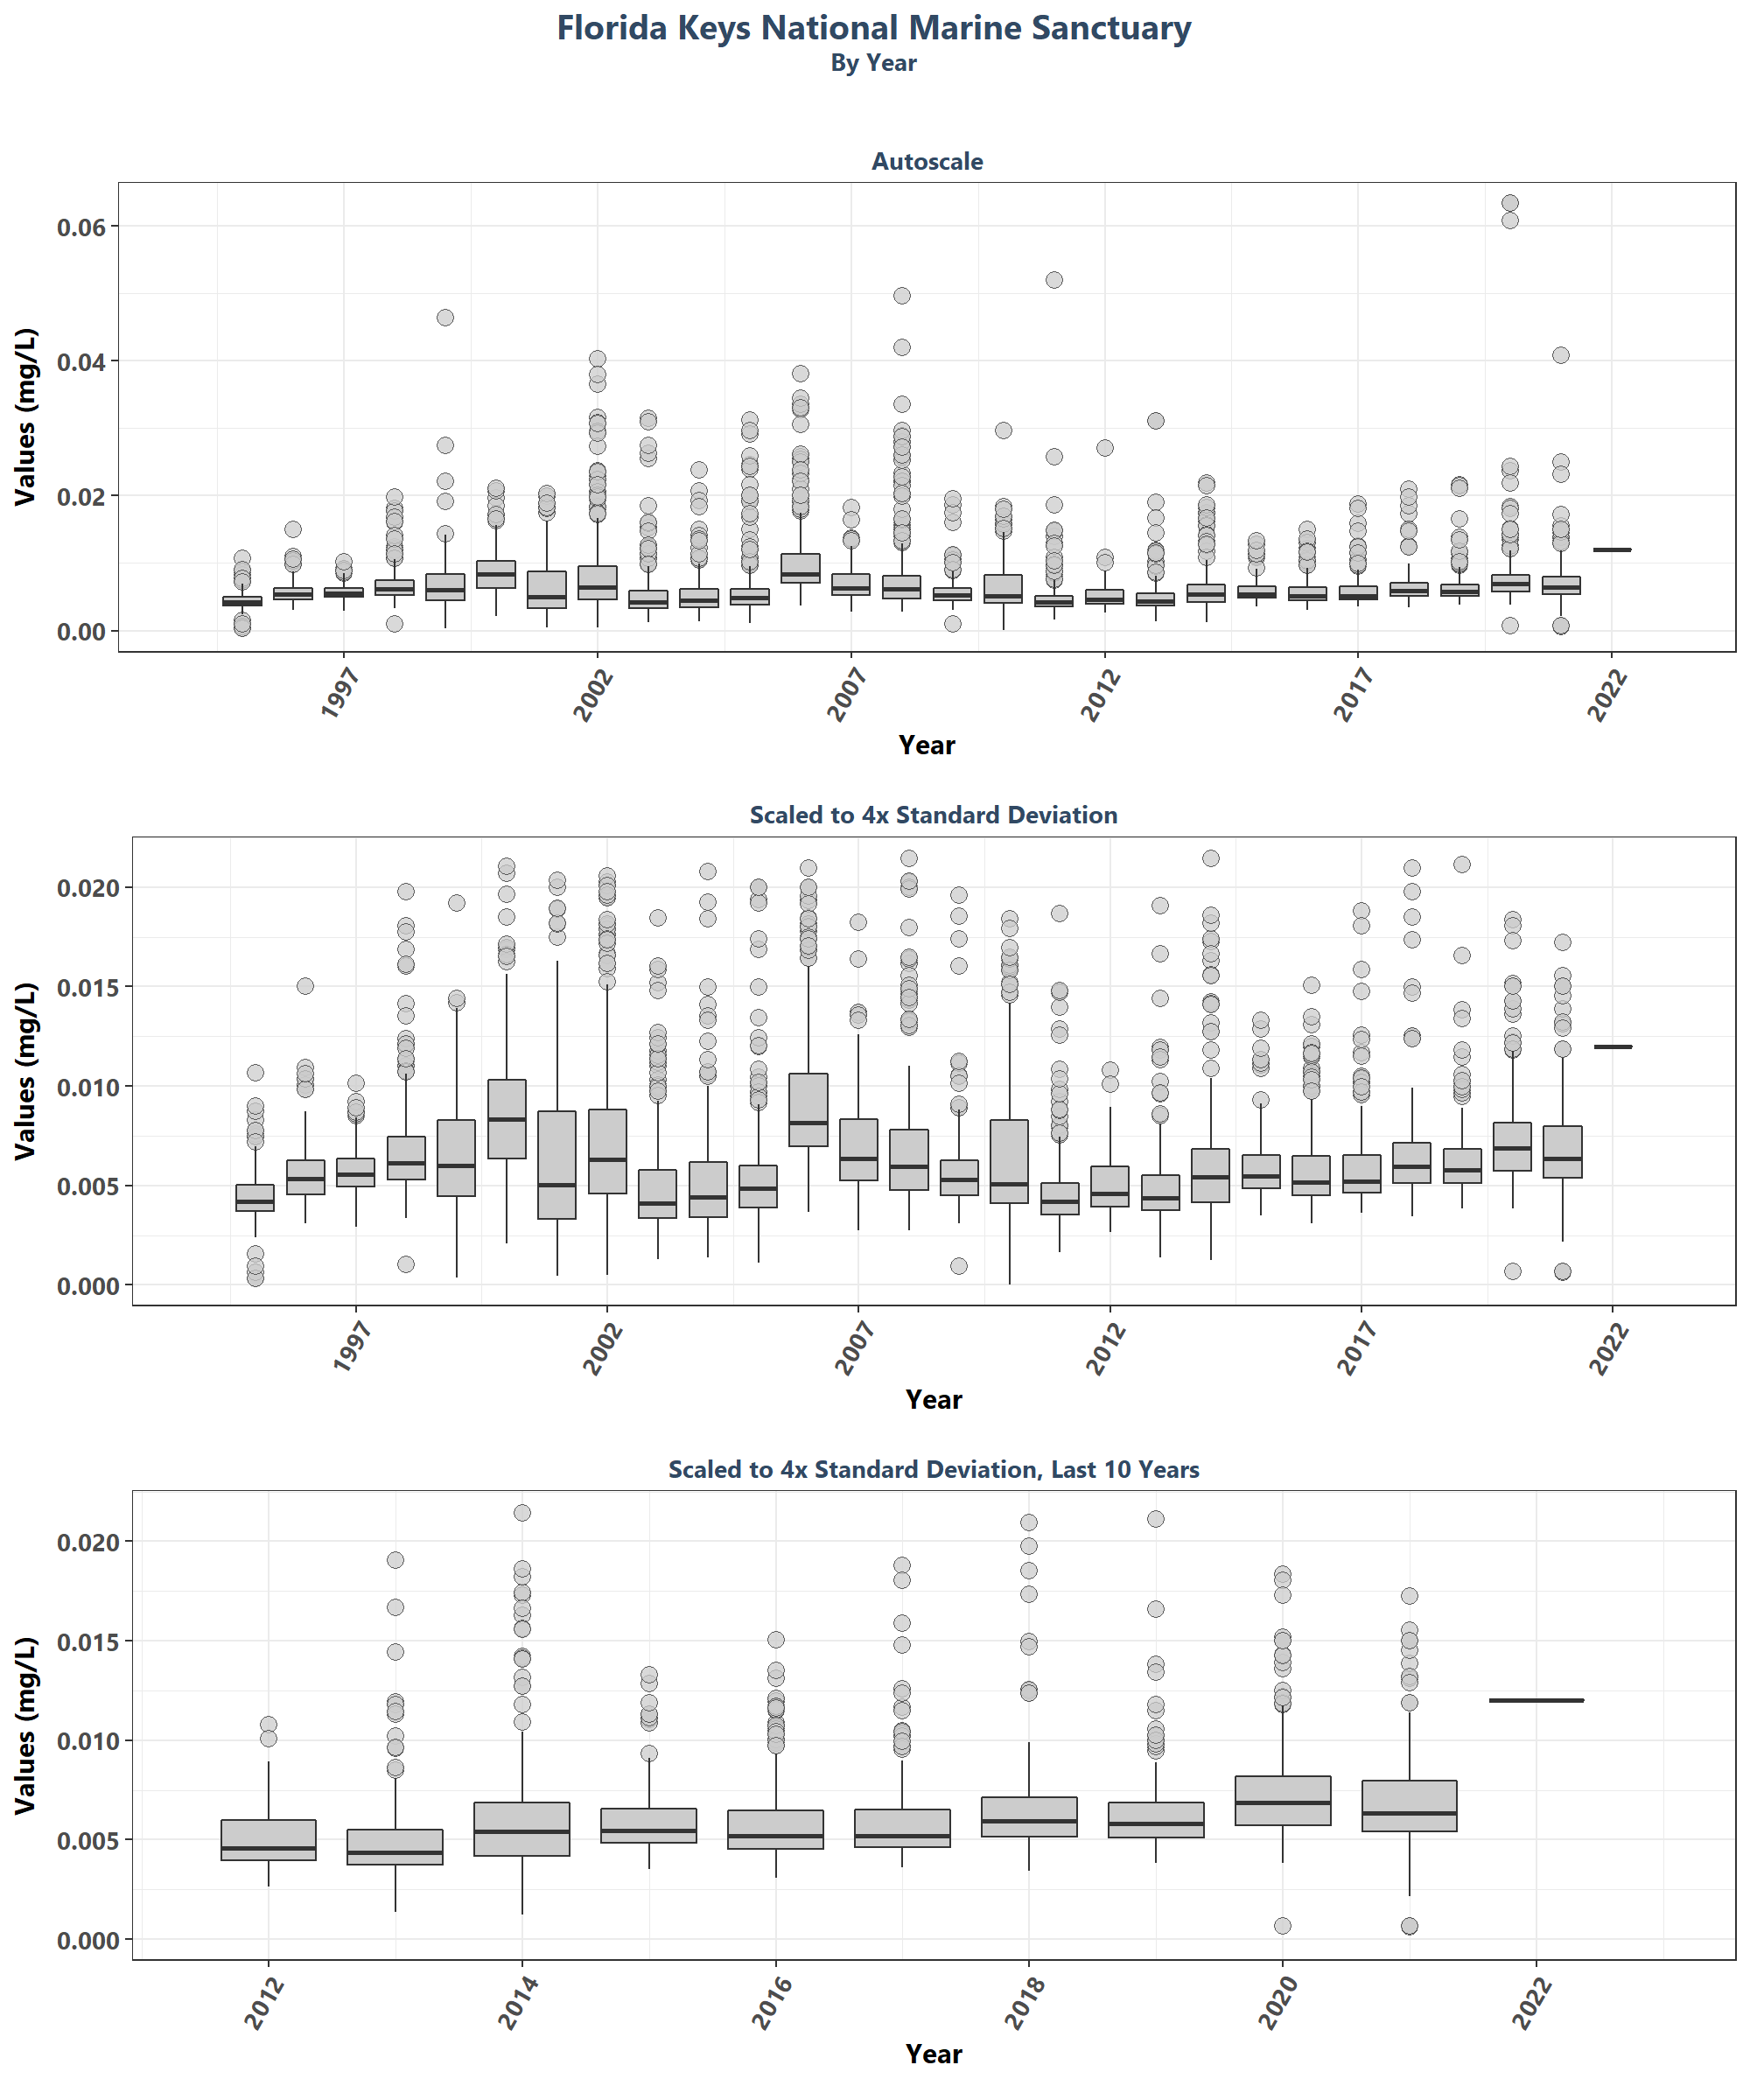 Florida Keys National Marine Sanctuary
By Year
Autoscale
Values (mg/L)
0.06
0.04
0.02
0.00
1997
2002
2007
2012
2017
2022
Year
Scaled to 4x Standard Deviation
Values (mg/L)
0.020
0.015
0.010
0.005
0.000
1997
2002
2007
2012
2017
2022
Year
Scaled to 4x Standard Deviation, Last 10 Years
Values (mg/L)
0.020
0.015
0.010
0.005
0.000
2012
2014
2016
2018
2020
2022
Year